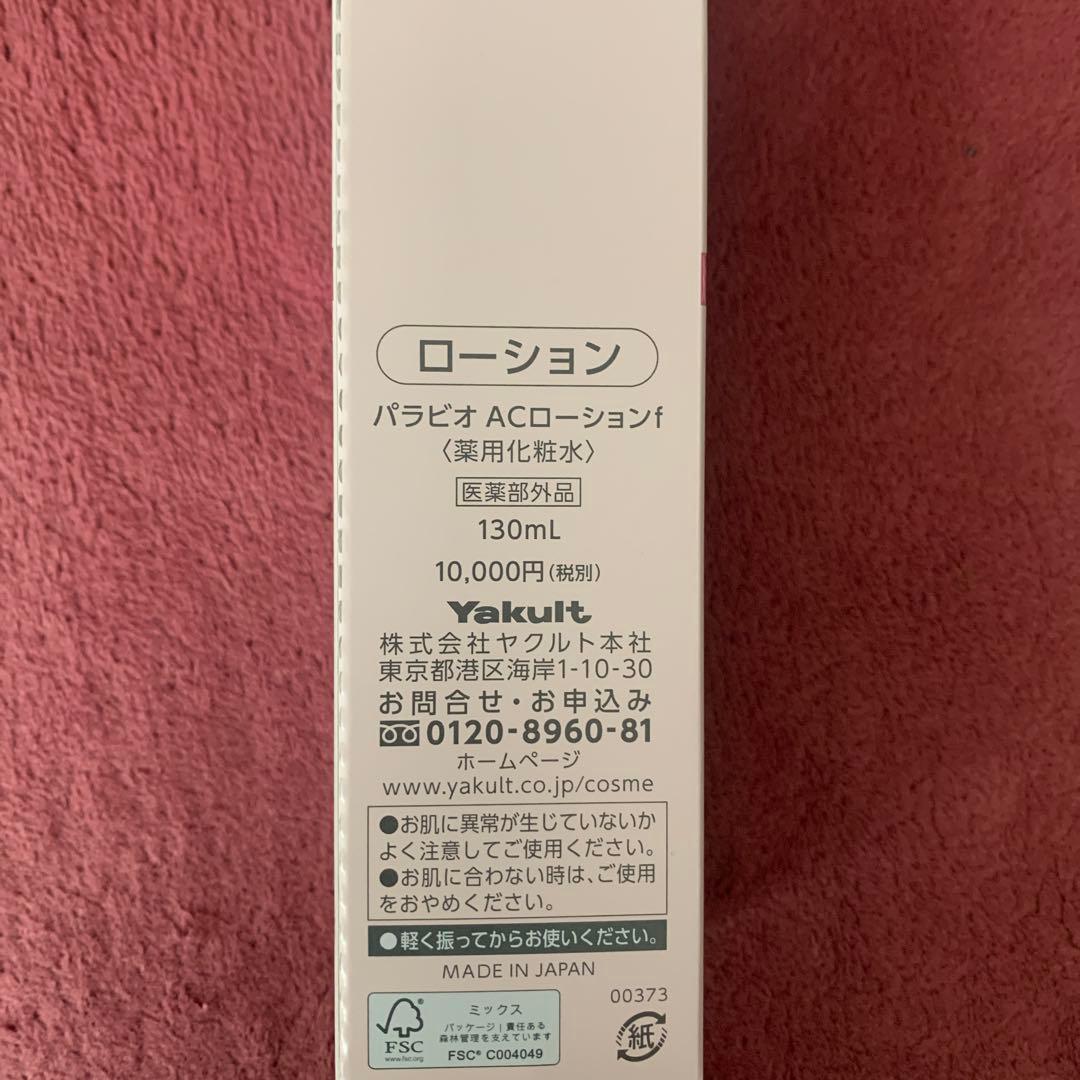 ローション
パラビオ ACローションf
〈薬用化粧水〉
医薬部外品
130mL
10,000円(税別)
Yakult
株式会社ヤクルト本社
東京都港区海岸1-10-30
お問合せ・お申込み
0120-8960-81
ホームページ
www.yakult.co.jp/cosme
●お肌に異常が生じていないか
よく注意してご使用ください。
●お肌に合わない時は、ご使用
をおやめください。
●軽く振ってからお使いください。
MADE IN JAPAN
00373
紙
FSC
www.fsc.org
ミックス
パッケージ|責任ある
森林管理を支えています
FSC® C004049